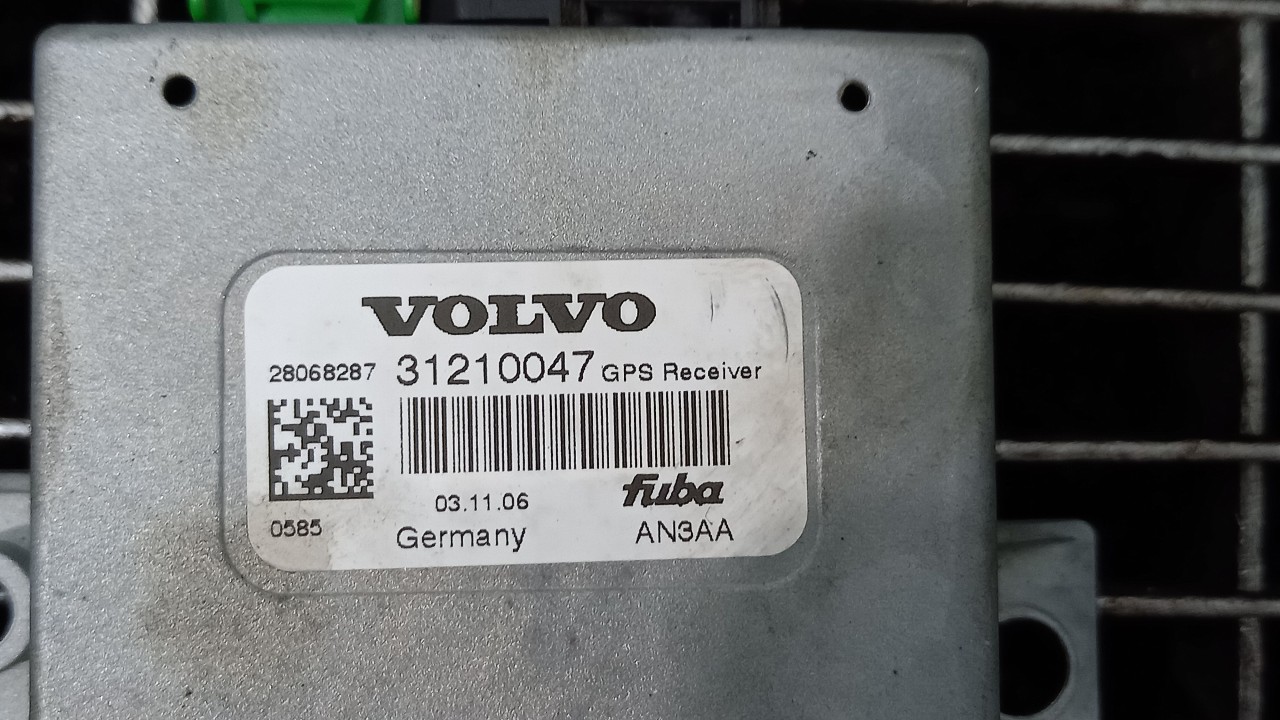 VOLVO
28068287 31210047 GPS Receiver
03.11.06 fuba
0585 Germany AN3AA